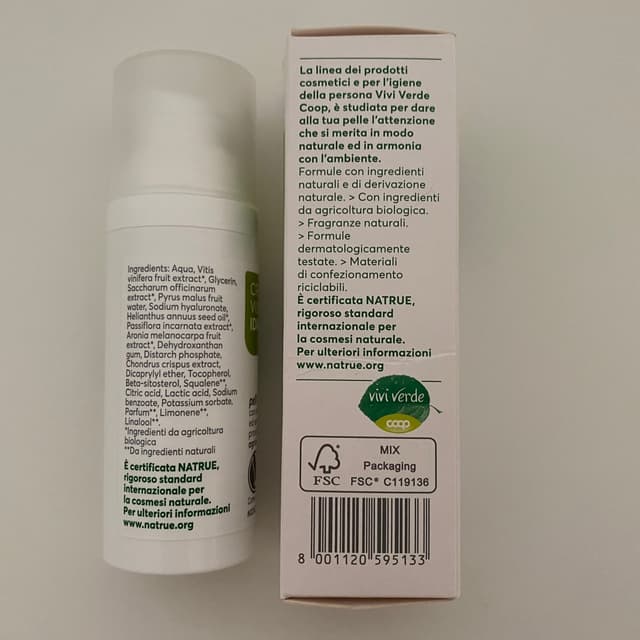 Ingredients: Aqua, Vitis
vinifera fruit extract*, Glycerin,
Saccharum officinarum
extract*, Pyrus malus fruit
water, Sodium hyaluronate,
Helianthus annuus seed oil*,
Passiflora incarnata extract*,
Aronia melanocarpa fruit
extract*, Dehydroxanthan
gum, Distarch phosphate,
Chondrus crispus extract,
Dicaprylyl ether, Tocopherol,
Beta-sitosterol, Squalene**,
Citric acid, Lactic acid, Sodium
benzoate, Potassium sorbate,
Parfum**, Limonene**,
Linalool**.
*Ingredienti da agricoltura
biologica
**Da ingredienti naturali
È certificata NATRUE,
rigoroso standard
internazionale per
la cosmesi naturale.
Per ulteriori informazioni
www.natrue.org
La linea dei prodotti
cosmetici e per l'igiene
della persona Vivi Verde
Coop, è studiata per dare
alla tua pelle l'attenzione
che si merita in modo
naturale ed in armonia
con l'ambiente.
Formule con ingredienti
naturali e di derivazione
naturale. > Con ingredienti
da agricoltura biologica.
> Fragranze naturali.
> Formule
dermatologicamente
testate. > Materiali
di confezionamento
riciclabili.
È certificata NATRUE,
rigoroso standard
internazionale per
la cosmesi naturale.
Per ulteriori informazioni
www.natrue.org
vivi verde
coop
FSC
MIX
Packaging
FSC® C119136
8 001120 595133